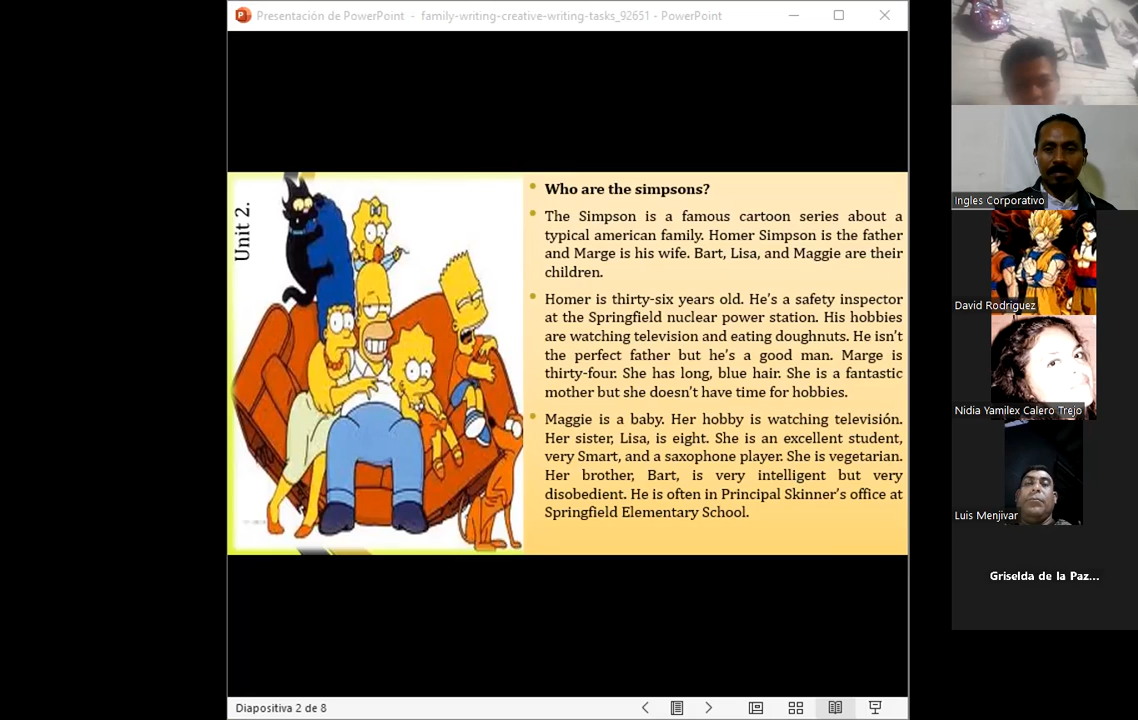 Presentación de PowerPoint - family-writing-creative-writing-tasks_92651 - PowerPoint
Unit 2.
Who are the simpsons?
The Simpson is a famous cartoon series about a
typical american family. Homer Simpson is the father
and Marge is his wife. Bart, Lisa, and Maggie are their
children.
Homer is thirty-six years old. He's a safety inspector
at the Springfield nuclear power station. His hobbies
are watching television and eating doughnuts. He isn't
the perfect father but he's a good man. Marge is
thirty-four. She has long, blue hair. She is a fantastic
mother but she doesn't have time for hobbies.
Maggie is a baby. Her hobby is watching televisión.
Her sister, Lisa, is eight. She is an excellent student,
very Smart, and a saxophone player. She is vegetarian.
Her brother, Bart, is very intelligent but very
disobedient. He is often in Principal Skinner's office at
Springfield Elementary School.
Diapositiva 2 de 8
Ingles Corporativo
David Rodriguez
Nidia Yamilex Calero Trejo
Luis Menjivar
Griselda de la Paz...